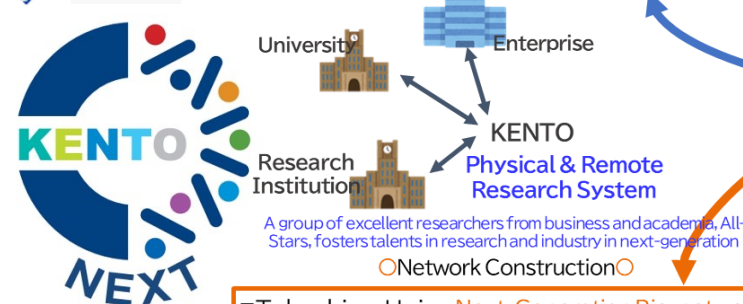 University
Enterprise
KENTO
NEXT
KENTO
Research
Institution
Physical & Remote
Research System
A group of excellent researchers from business and academia, All-
Stars, fosters talents in research and industry in next-generation
○Network Construction○